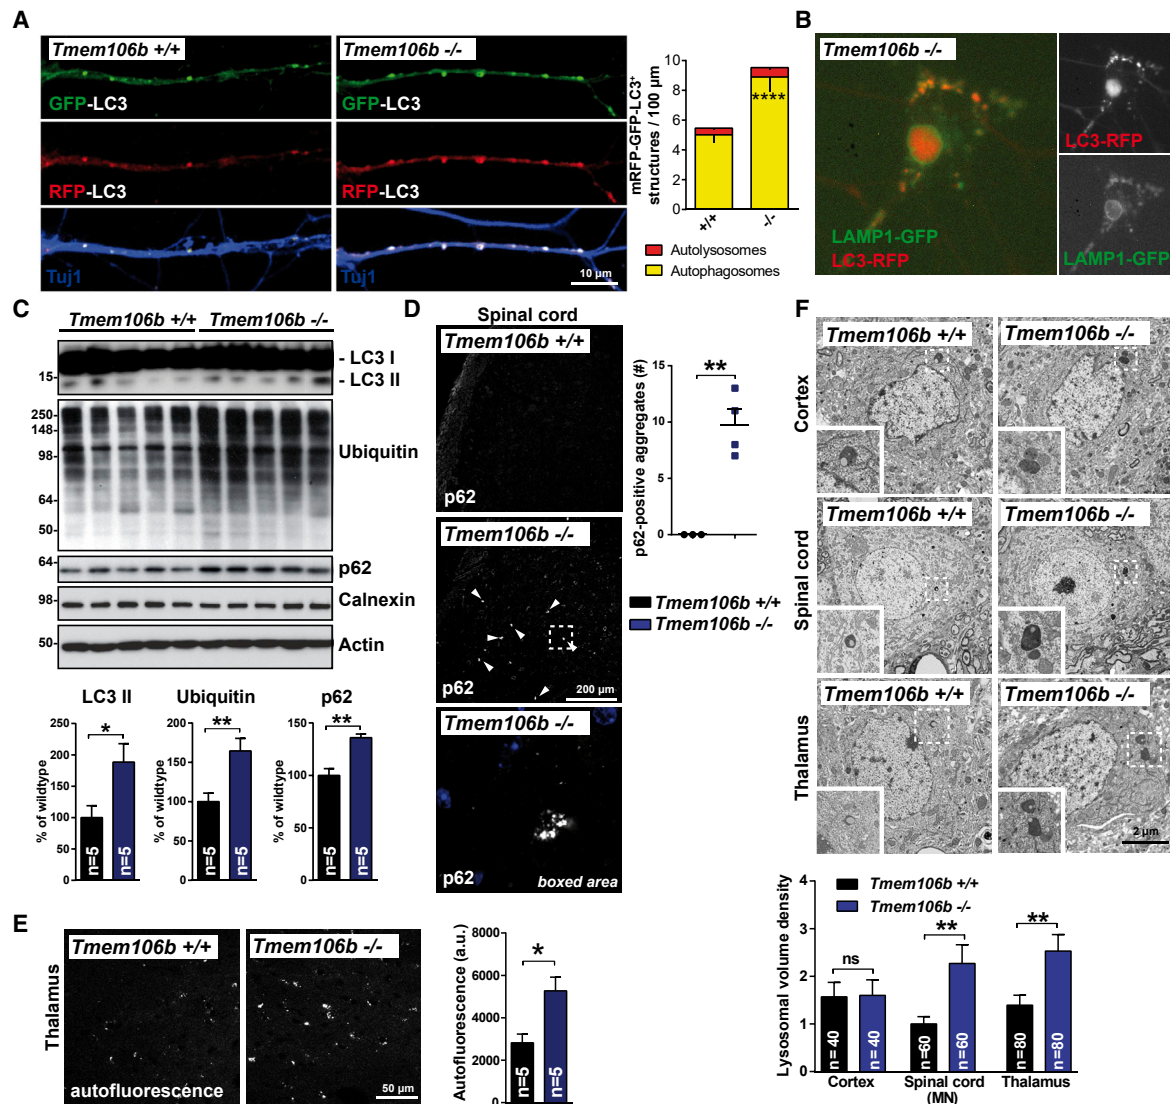 A
Tmem106b +/+
Tmem106b -/-
GFP-LC3
GFP-LC3
RFP-LC3
RFP-LC3
Tuj1
Tuj1
10 µm
mRFP-GFP-LC3+
structures / 100 µm
10
8
6
4
2
0
+/+
-/-
****
Autolysosomes
Autophagosomes
B
Tmem106b -/-
LAMP1-GFP
LC3-RFP
LC3-RFP
LAMP1-GFP
C
Tmem106b +/+ Tmem106b -/-
- LC3 I
15
- LC3 II
250
148
98
64
50
Ubiquitin
64
p62
98
Calnexin
50
Actin
LC3 II
% of wildtype
250
200
150
100
50
0
*
n=5
n=5
Ubiquitin
% of wildtype
200
150
100
50
0
**
n=5
n=5
p62
% of wildtype
150
100
50
0
**
n=5
n=5
D
Spinal cord
Tmem106b +/+
p62
Tmem106b -/-
p62
200 µm
Tmem106b -/-
p62
boxed area
p62-positive aggregates (#)
15
10
5
0
**
Tmem106b +/+
Tmem106b -/-
E
Thalamus
Tmem106b +/+
Tmem106b -/-
autofluorescence
50 µm
Autofluorescence (a.u.)
8000
6000
4000
2000
0
*
n=5
n=5
F
Cortex
Tmem106b +/+
Tmem106b -/-
Spinal cord
Tmem106b +/+
Tmem106b -/-
Thalamus
Tmem106b +/+
Tmem106b -/-
2 µm
Lysosomal volume density
4
3
2
1
0
Tmem106b +/+
Tmem106b -/-
ns
**
**
n= 40
n= 40
n=60
n=60
n=80
n=80
Cortex
Spinal cord
(MN)
Thalamus